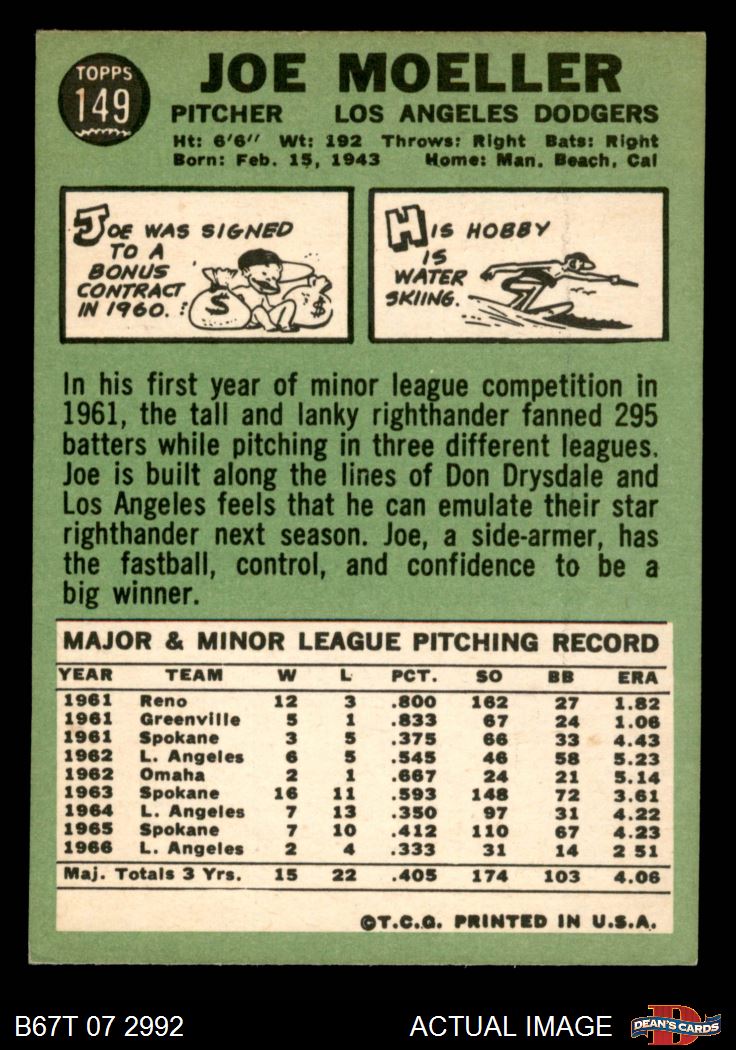 TOPPS
149
JOE MOELLER
PITCHER LOS ANGELES DODGERS
Ht: 6'6" Wt: 192 Throws: Right Bats: Right
Born: Feb. 15, 1943 Home: Man. Beach, Cal
JOE WAS SIGNED
TO A
BONUS
CONTRACT
IN 1960.
$
$
HIS HOBBY
IS
WATER
SKIING.
In his first year of minor league competition in
1961, the tall and lanky righthander fanned 295
batters while pitching in three different leagues.
Joe is built along the lines of Don Drysdale and
Los Angeles feels that he can emulate their star
righthander next season. Joe, a side-armer, has
the fastball, control, and confidence to be a
big winner.
MAJOR & MINOR LEAGUE PITCHING RECORD
YEAR TEAM W L PCT. SO BB ERA
1961 Reno 12 3 .800 162 27 1.82
1961 Greenville 5 1 .833 67 24 1.06
1961 Spokane 3 5 .375 66 33 4.43
1962 L. Angeles 6 5 .545 46 58 5.23
1962 Omaha 2 1 .667 24 21 5.14
1963 Spokane 16 11 .593 148 72 3.61
1964 L. Angeles 7 13 .350 97 31 4.22
1965 Spokane 7 10 .412 110 67 4.23
1966 L. Angeles 2 4 .333 31 14 2 51
Maj. Totals 3 Yrs. 15 22 .405 174 103 4.06
©T.C.G. PRINTED IN U.S.A.
B67T 07 2992 ACTUAL IMAGE D DEAN'S CARDS